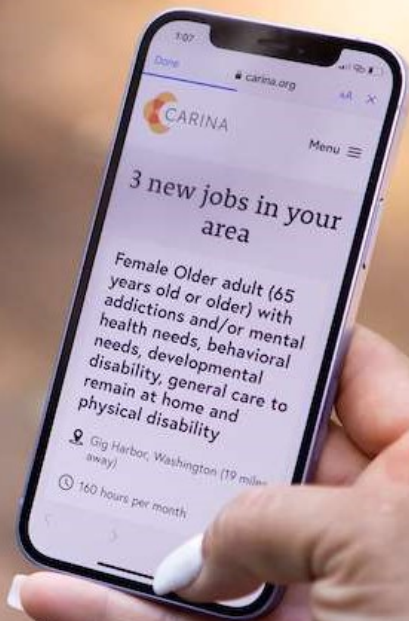 1:07
Done
carina.org
AA
CARINA
Menu
3 new jobs in your
area
Female Older adult (65
years old or older) with
addictions and/or mental
health needs, behavioral
needs, developmental
disability, general care to
remain at home and
physical disability
Gig Harbor, Washington (19 miles
away)
160 hours per month